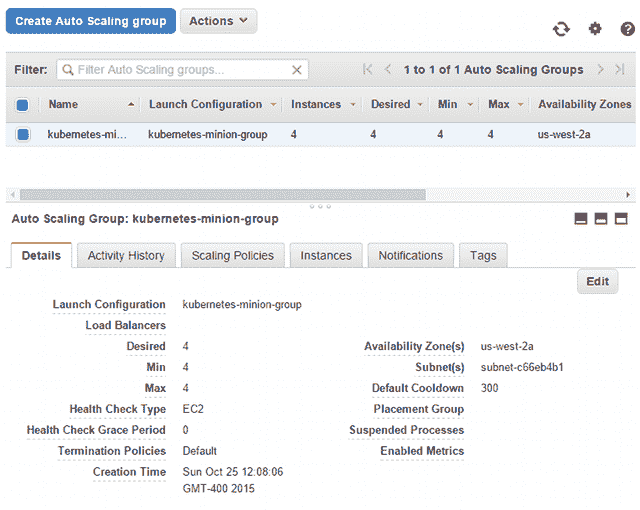 Create Auto Scaling group Actions
Filter: Filter Auto Scaling groups... 1 to 1 of 1 Auto Scaling Groups
Name Launch Configuration Instances Desired Min Max Availability Zones
kubernetes-mi... kubernetes-minion-group 4 4 4 4 us-west-2a
Auto Scaling Group: kubernetes-minion-group
Details Activity History Scaling Policies Instances Notifications Tags
Edit
Launch Configuration kubernetes-minion-group
Load Balancers
Desired 4 Availability Zone(s) us-west-2a
Min 4 Subnet(s) subnet-c66eb4b1
Max 4 Default Cooldown 300
Health Check Type EC2 Placement Group
Health Check Grace Period 0 Suspended Processes
Termination Policies Default Enabled Metrics
Creation Time Sun Oct 25 12:08:06
GMT-400 2015